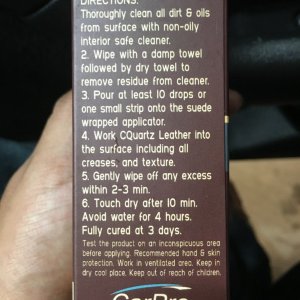 DIRECTIONS:
Thoroughly clean all dirt & oils
from surface with non-oily
interior safe cleaner.
2. Wipe with a damp towel
followed by dry towel to
remove residue from cleaner.
3. Pour at least 10 drops or
one small strip onto the suede
wrapped applicator.
4. Work CQuartz Leather into
the surface including all
creases, and texture.
5. Gently wipe off any excess
within 2-3 min.
6. Touch dry after 10 min.
Avoid water for 4 hours.
Fully cured at 3 days.
Test the product on an inconspicuous area
before applying. Recommended hand & skin
protection. Work in ventilated area. Keep in
dry cool place. Keep out of reach of children.
CarPro